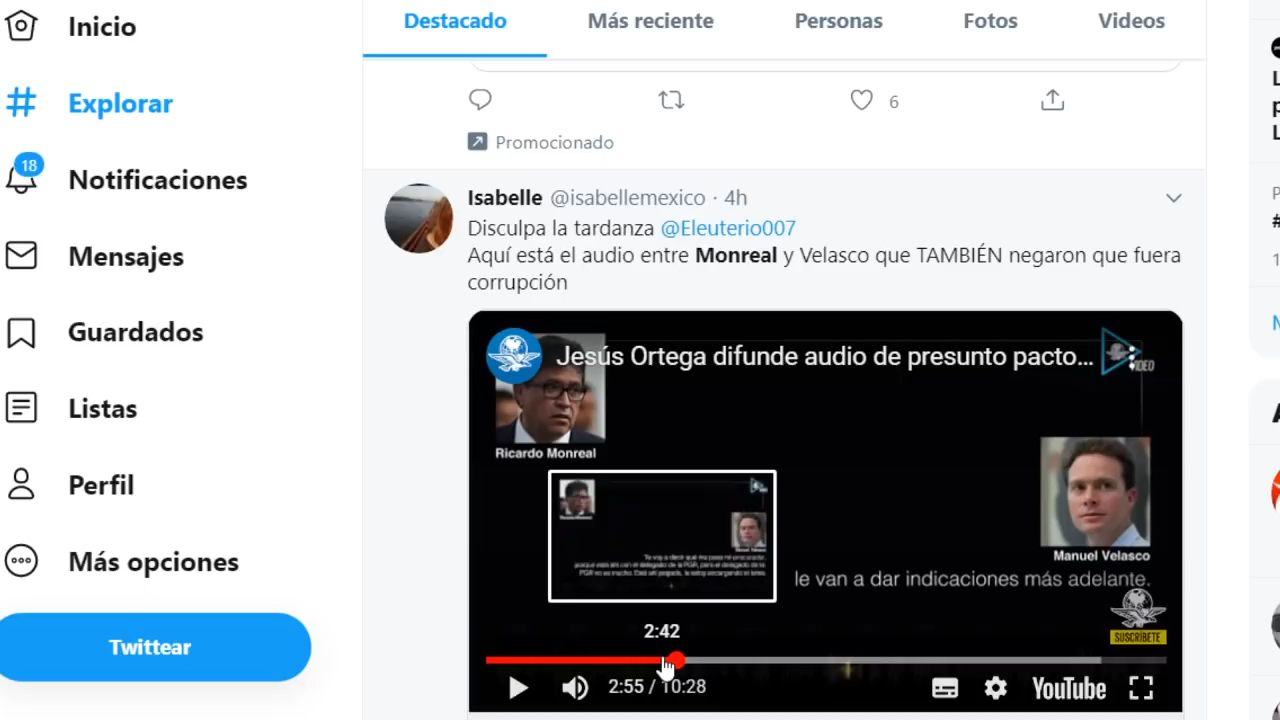 Inicio
Explorar
18
Notificaciones
Mensajes
Guardados
Listas
Perfil
Más opciones
Twittear
Destacado Más reciente Personas Fotos Videos
6
Promocionado
Isabelle @isabellemexico · 4h
Disculpa la tardanza @Eleuterio007
Aquí está el audio entre Monreal y Velasco que TAMBIÉN negaron que fuera
corrupción
Jesús Ortega difunde audio de presunto pacto...
Ricardo Monreal
Manuel Velasco
le van a dar indicaciones más adelante.
SUSCRÍBETE
2:42
2:55 / 10:28
YouTube